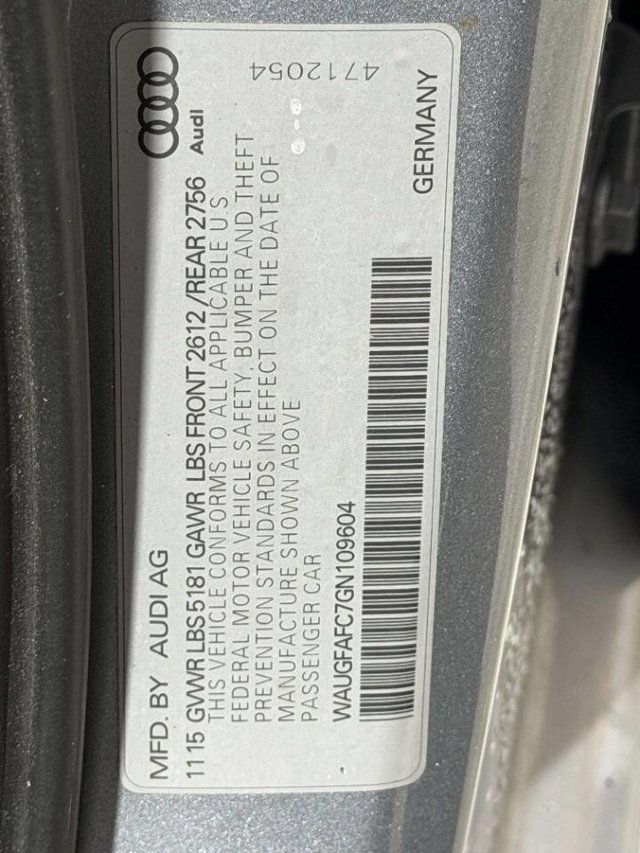 MFD. BY AUDI AG
Audi
1115 GVWR LBS 5181 GAWR LBS FRONT 2612 /REAR 2756
THIS VEHICLE CONFORMS TO ALL APPLICABLE U.S.
FEDERAL MOTOR VEHICLE SAFETY, BUMPER AND THEFT
PREVENTION STANDARDS IN EFFECT ON THE DATE OF
MANUFACTURE SHOWN ABOVE
PASSENGER CAR
WAUGFAFC7GN109604
4712054
GERMANY